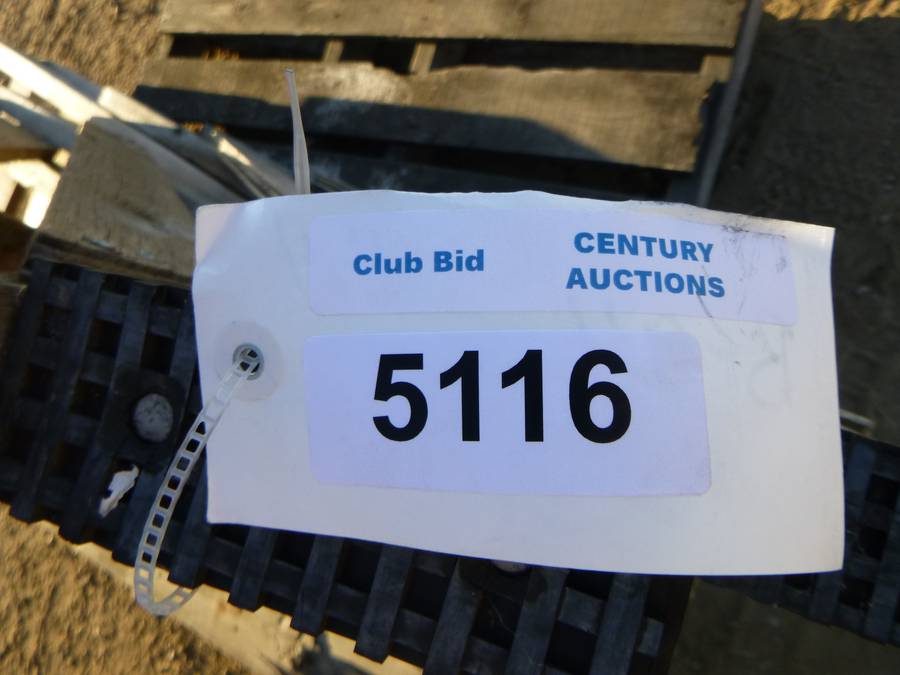 Club Bid
CENTURY
AUCTIONS
5116